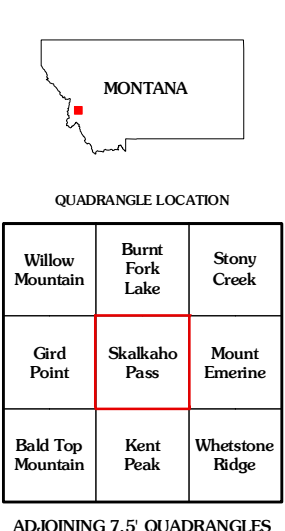 MONTANA
QUADRANGLE LOCATION
Willow
Mountain
Burnt
Fork
Lake
Stony
Creek
Gird
Point
Skalkaho
Pass
Mount
Emerine
Bald Top
Mountain
Kent
Peak
Whetstone
Ridge
ADJOINING 7.5' QUADRANGLES